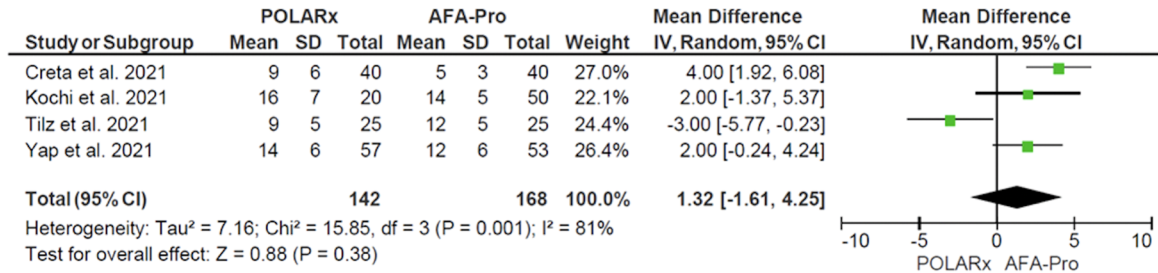 POLARx AFA-Pro Mean Difference Mean Difference
Study or Subgroup Mean SD Total Mean SD Total Weight IV, Random, 95% CI IV, Random, 95% CI
Creta et al. 2021 9 6 40 5 3 40 27.0% 4.00 [1.92, 6.08]
Kochi et al. 2021 16 7 20 14 5 50 22.1% 2.00 [-1.37, 5.37]
Tilz et al. 2021 9 5 25 12 5 25 24.4% -3.00 [-5.77, -0.23]
Yap et al. 2021 14 6 57 12 6 53 26.4% 2.00 [-0.24, 4.24]
Total (95% CI) 142 168 100.0% 1.32 [-1.61, 4.25]
Heterogeneity: Tau² = 7.16; Chi² = 15.85, df = 3 (P = 0.001); I² = 81%
Test for overall effect: Z = 0.88 (P = 0.38)
-10 -5 0 5 10
POLARx AFA-Pro